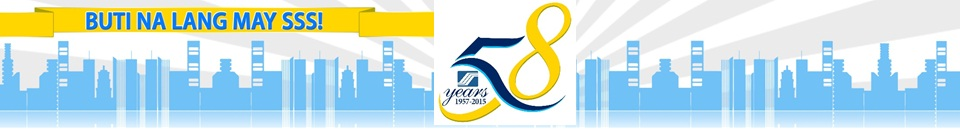 BUTI NA LANG MAY SSS!
58
years
1957-2015